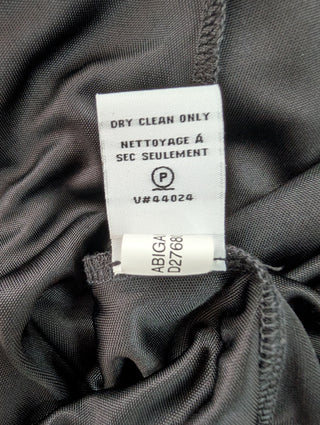 DRY CLEAN ONLY
NETTOYAGE À
SEC SEULEMENT
P
V#44024
ABIGA
D2768